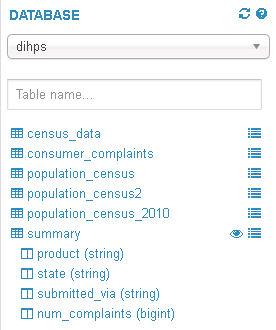 DATABASE
dihps
Table name...
census_data
consumer_complaints
population_census
population_census2
population_census_2010
summary
product (string)
state (string)
submitted_via (string)
num_complaints (bigint)